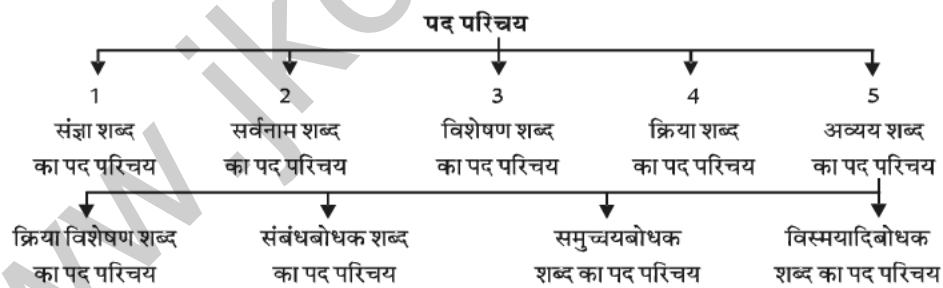 पद परिचय
1 2 3 4 5
संज्ञा शब्द सर्वनाम शब्द विशेषण शब्द क्रिया शब्द अव्यय शब्द
का पद परिचय का पद परिचय का पद परिचय का पद परिचय का पद परिचय
क्रिया विशेषण शब्द संबंधबोधक शब्द समुच्चयबोधक विस्मयादिबोधक
का पद परिचय का पद परिचय शब्द का पद परिचय शब्द का पद परिचय
www.jk